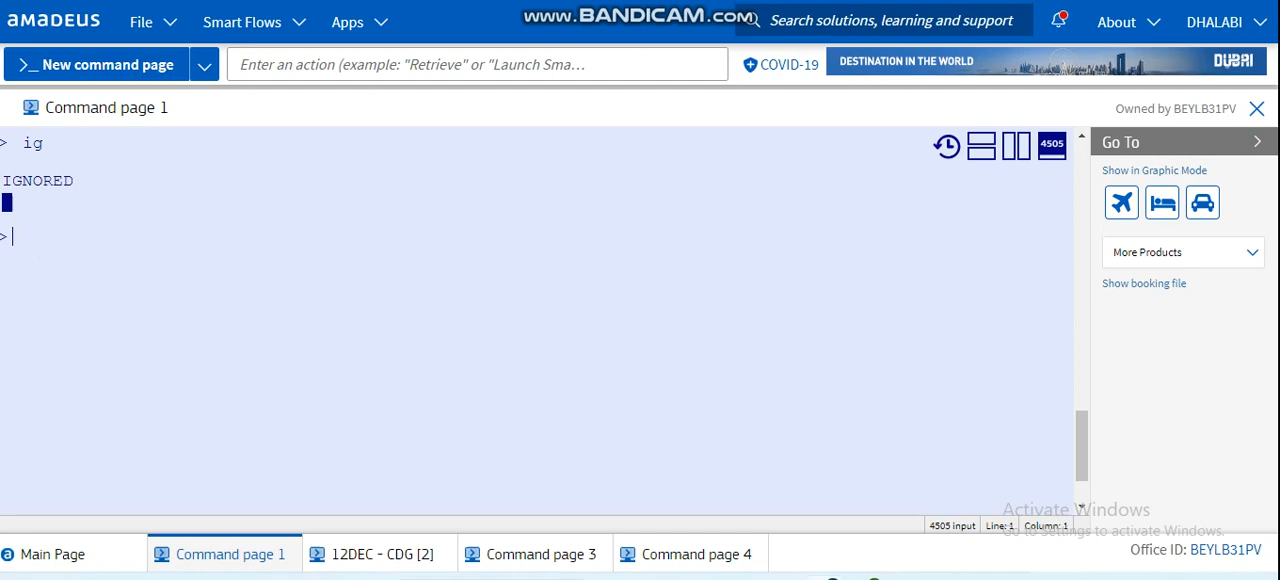 aMaDEUS File Smart Flows Apps www.BANDICAM.com Search solutions, learning and support About DHALABI
>_ New command page Enter an action (example: "Retrieve" or "Launch Sma... COVID-19 DESTINATION IN THE WORLD DUBAI
Command page 1 Owned by BEYLB31PV
> ig 4505 Go To
Show in Graphic Mode
IGNORED
>
More Products
Show booking file
Activate Windows
Go to Settings to activate Windows.
4505 input Line: 1 Column: 1
Main Page Command page 1 12DEC - CDG [2] Command page 3 Command page 4 Office ID: BEYLB31PV